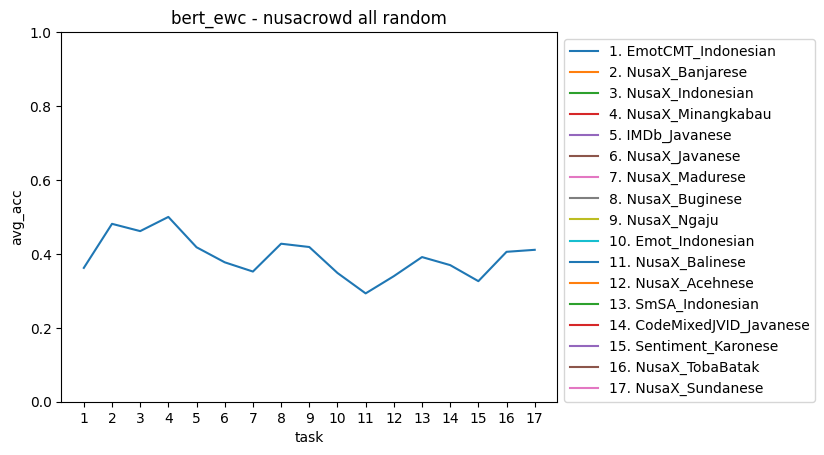 bert_ewc - nusacrowd all random
1.0
0.8
0.6
0.4
0.2
0.0
avg_acc
1 2 3 4 5 6 7 8 9 10 11 12 13 14 15 16 17
task
1. EmotCMT_Indonesian
2. NusaX_Banjarese
3. NusaX_Indonesian
4. NusaX_Minangkabau
5. IMDb_Javanese
6. NusaX_Javanese
7. NusaX_Madurese
8. NusaX_Buginese
9. NusaX_Ngaju
10. Emot_Indonesian
11. NusaX_Balinese
12. NusaX_Acehnese
13. SmSA_Indonesian
14. CodeMixedJVID_Javanese
15. Sentiment_Karonese
16. NusaX_TobaBatak
17. NusaX_Sundanese